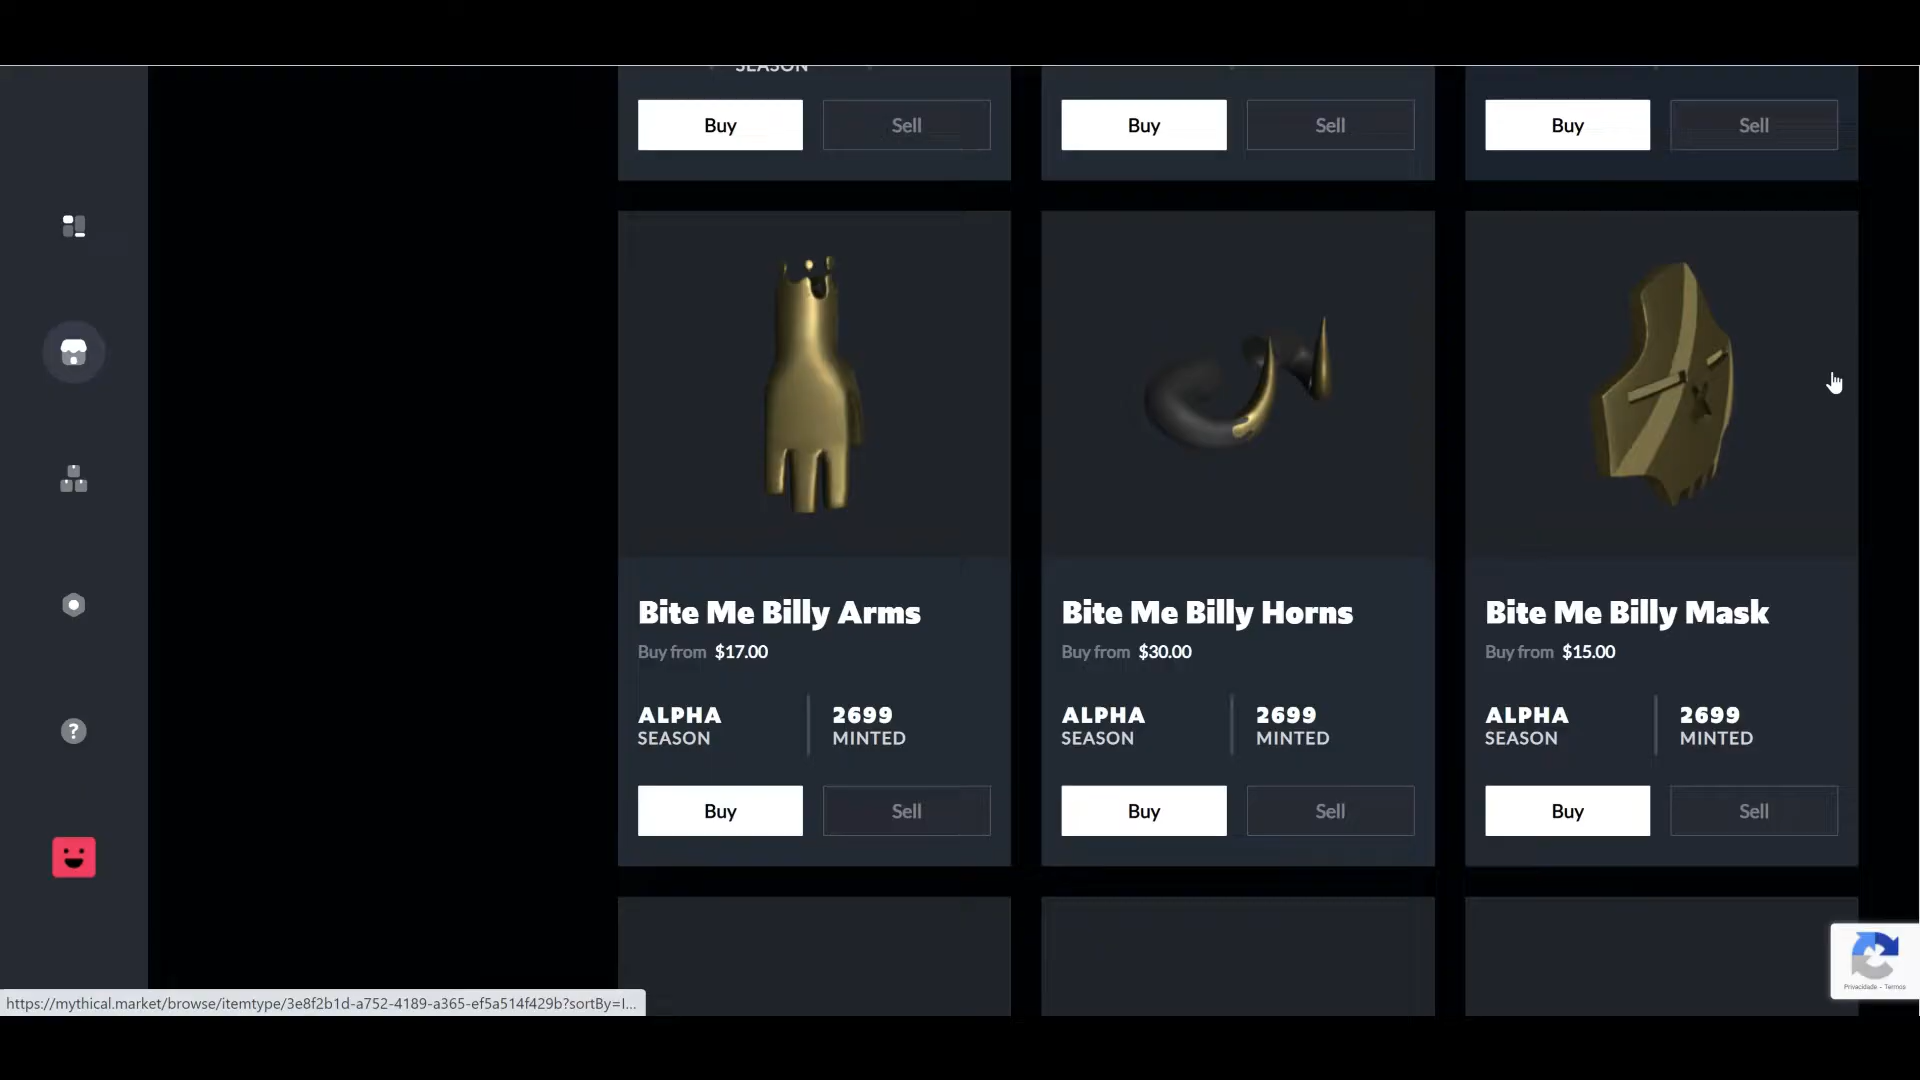 SEASON
Buy Sell Buy Sell Buy Sell
Bite Me Billy Arms
Buy from $17.00
ALPHA 2699
SEASON MINTED
Buy Sell
Bite Me Billy Horns
Buy from $30.00
ALPHA 2699
SEASON MINTED
Buy Sell
Bite Me Billy Mask
Buy from $15.00
ALPHA 2699
SEASON MINTED
Buy Sell
?
Privacidade - Termos
https://mythical.market/browse/itemtype/3e8f2b1d-a752-4189-a365-ef5a514f429b?sortBy=I...